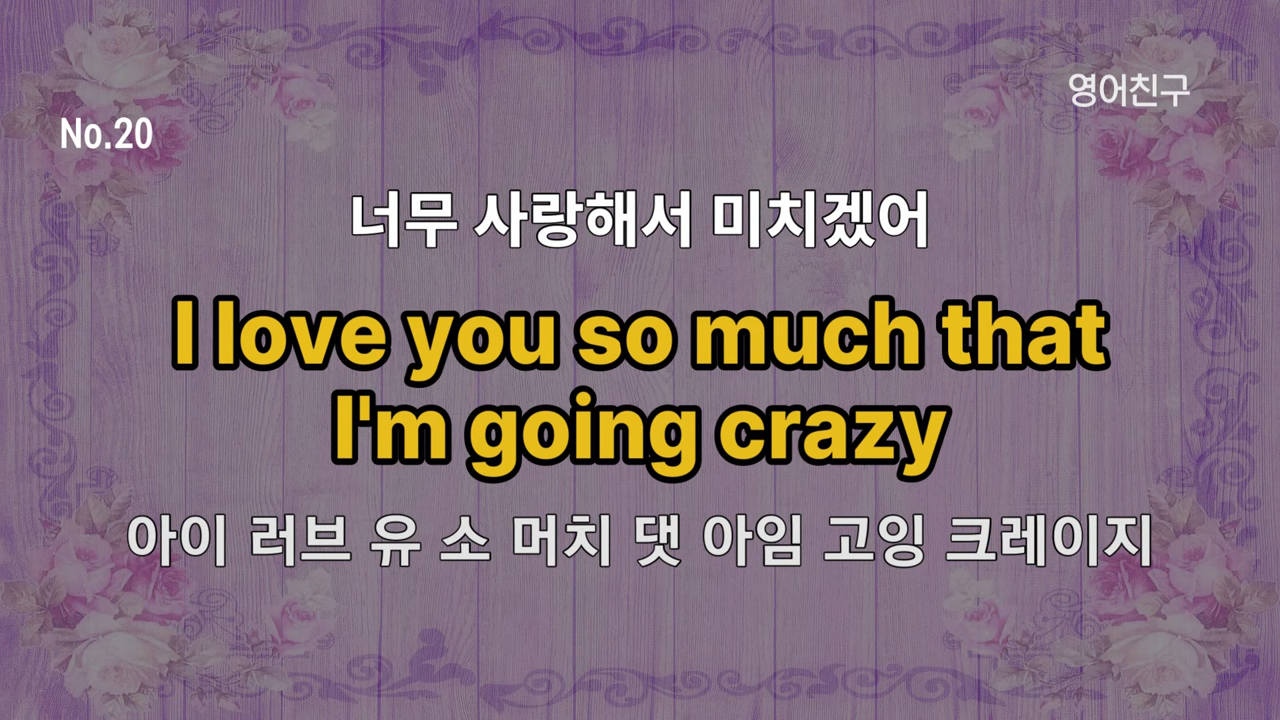 영어친구
No.20
너무 사랑해서 미치겠어
I love you so much that
I'm going crazy
아이 러브 유 소 머치 댓 아임 고잉 크레이지